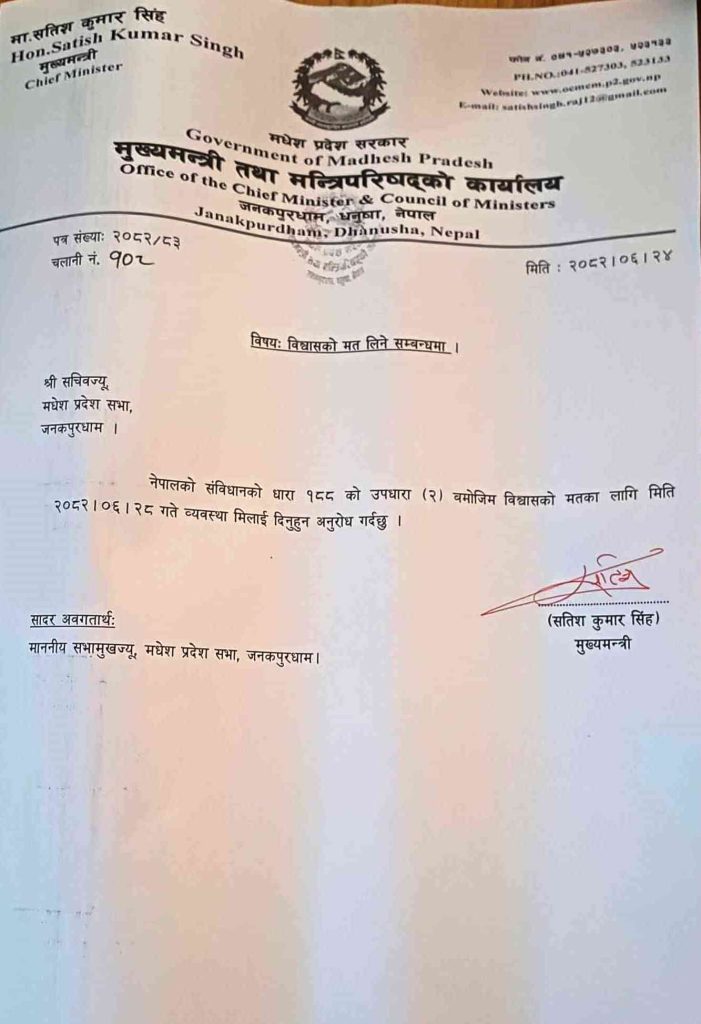 मा.सतिश कुमार सिंह
Hon.Satish Kumar Singh
मुख्यमन्त्री
Chief Minister
फोन नं. ०४१-५२७३०३, ५२३१३३
PH.NO.:041-527303, 523133
Website: www.ocmcm.p2.gov.np
E-mail: satishsingh.raj12@gmail.com
मधेश प्रदेश सरकार
Government of Madhesh Pradesh
मुख्यमन्त्री तथा मन्त्रिपरिषद्को कार्यालय
Office of the Chief Minister & Council of Ministers
जनकपुरधाम, धनुषा, नेपाल
Janakpurdham, Dhanusha, Nepal
पत्र संख्याः २०८२/८३
चलानी नं. १०२
मिति : २०८२।०६।२४
विषयः विश्वासको मत लिने सम्बन्धमा ।
श्री सचिवज्यू,
मधेश प्रदेश सभा,
जनकपुरधाम ।
नेपालको संविधानको धारा १८८ को उपधारा (२) वमोजिम विश्वासको मतका लागि मिति
२०८२।०६।२८ गते व्यवस्था मिलाई दिनुहुन अनुरोध गर्दछु ।
सतिश
(सतिश कुमार सिंह)
मुख्यमन्त्री
सादर अवगतार्थः
माननीय सभामुखज्यू, मधेश प्रदेश सभा, जनकपुरधाम।